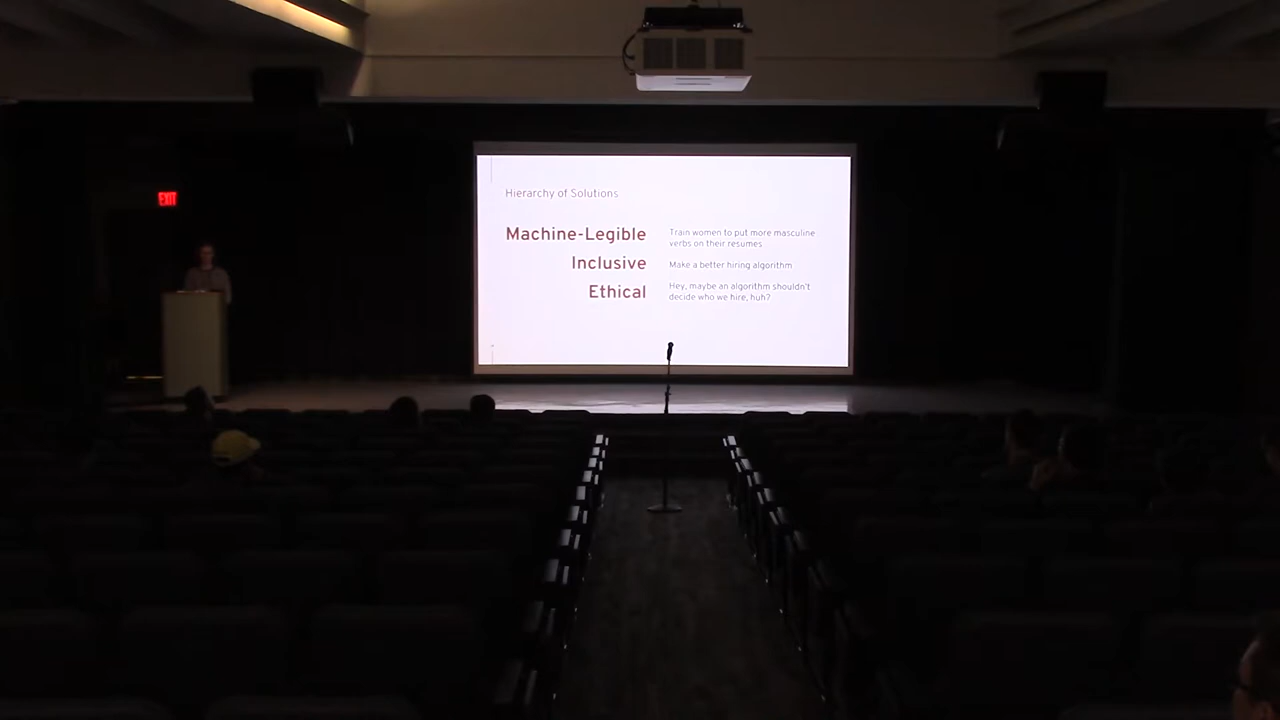 EXIT
Hierarchy of Solutions
Machine-Legible
Train women to put more masculine
verbs on their resumes
Inclusive
Make a better hiring algorithm
Ethical
Hey, maybe an algorithm shouldn't
decide who we hire, huh?